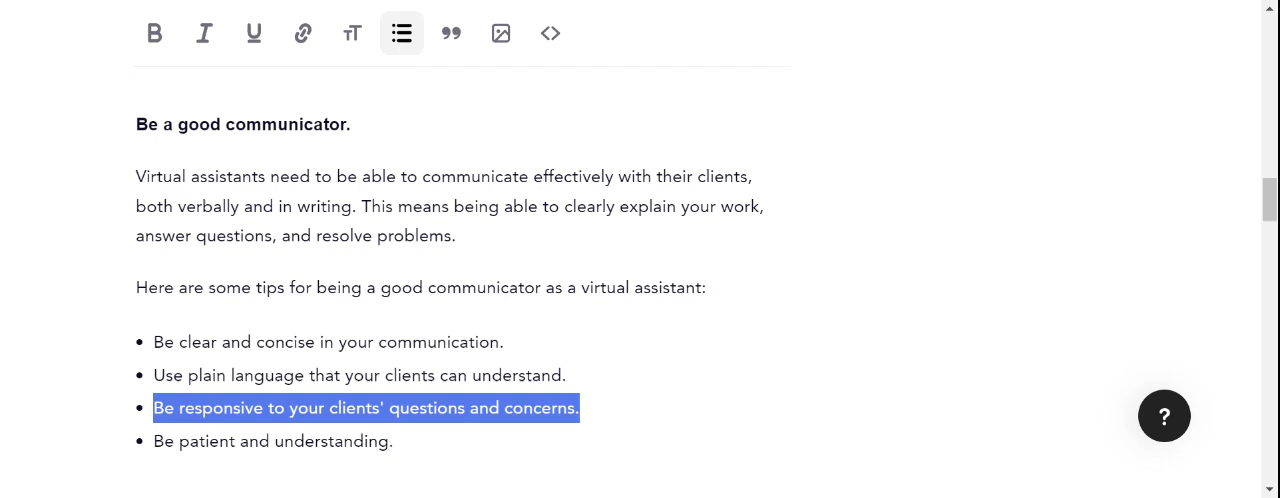 B I U TT ❞ <>
Be a good communicator.
Virtual assistants need to be able to communicate effectively with their clients,
both verbally and in writing. This means being able to clearly explain your work,
answer questions, and resolve problems.
Here are some tips for being a good communicator as a virtual assistant:
• Be clear and concise in your communication.
• Use plain language that your clients can understand.
• Be responsive to your clients' questions and concerns.
• Be patient and understanding.
?